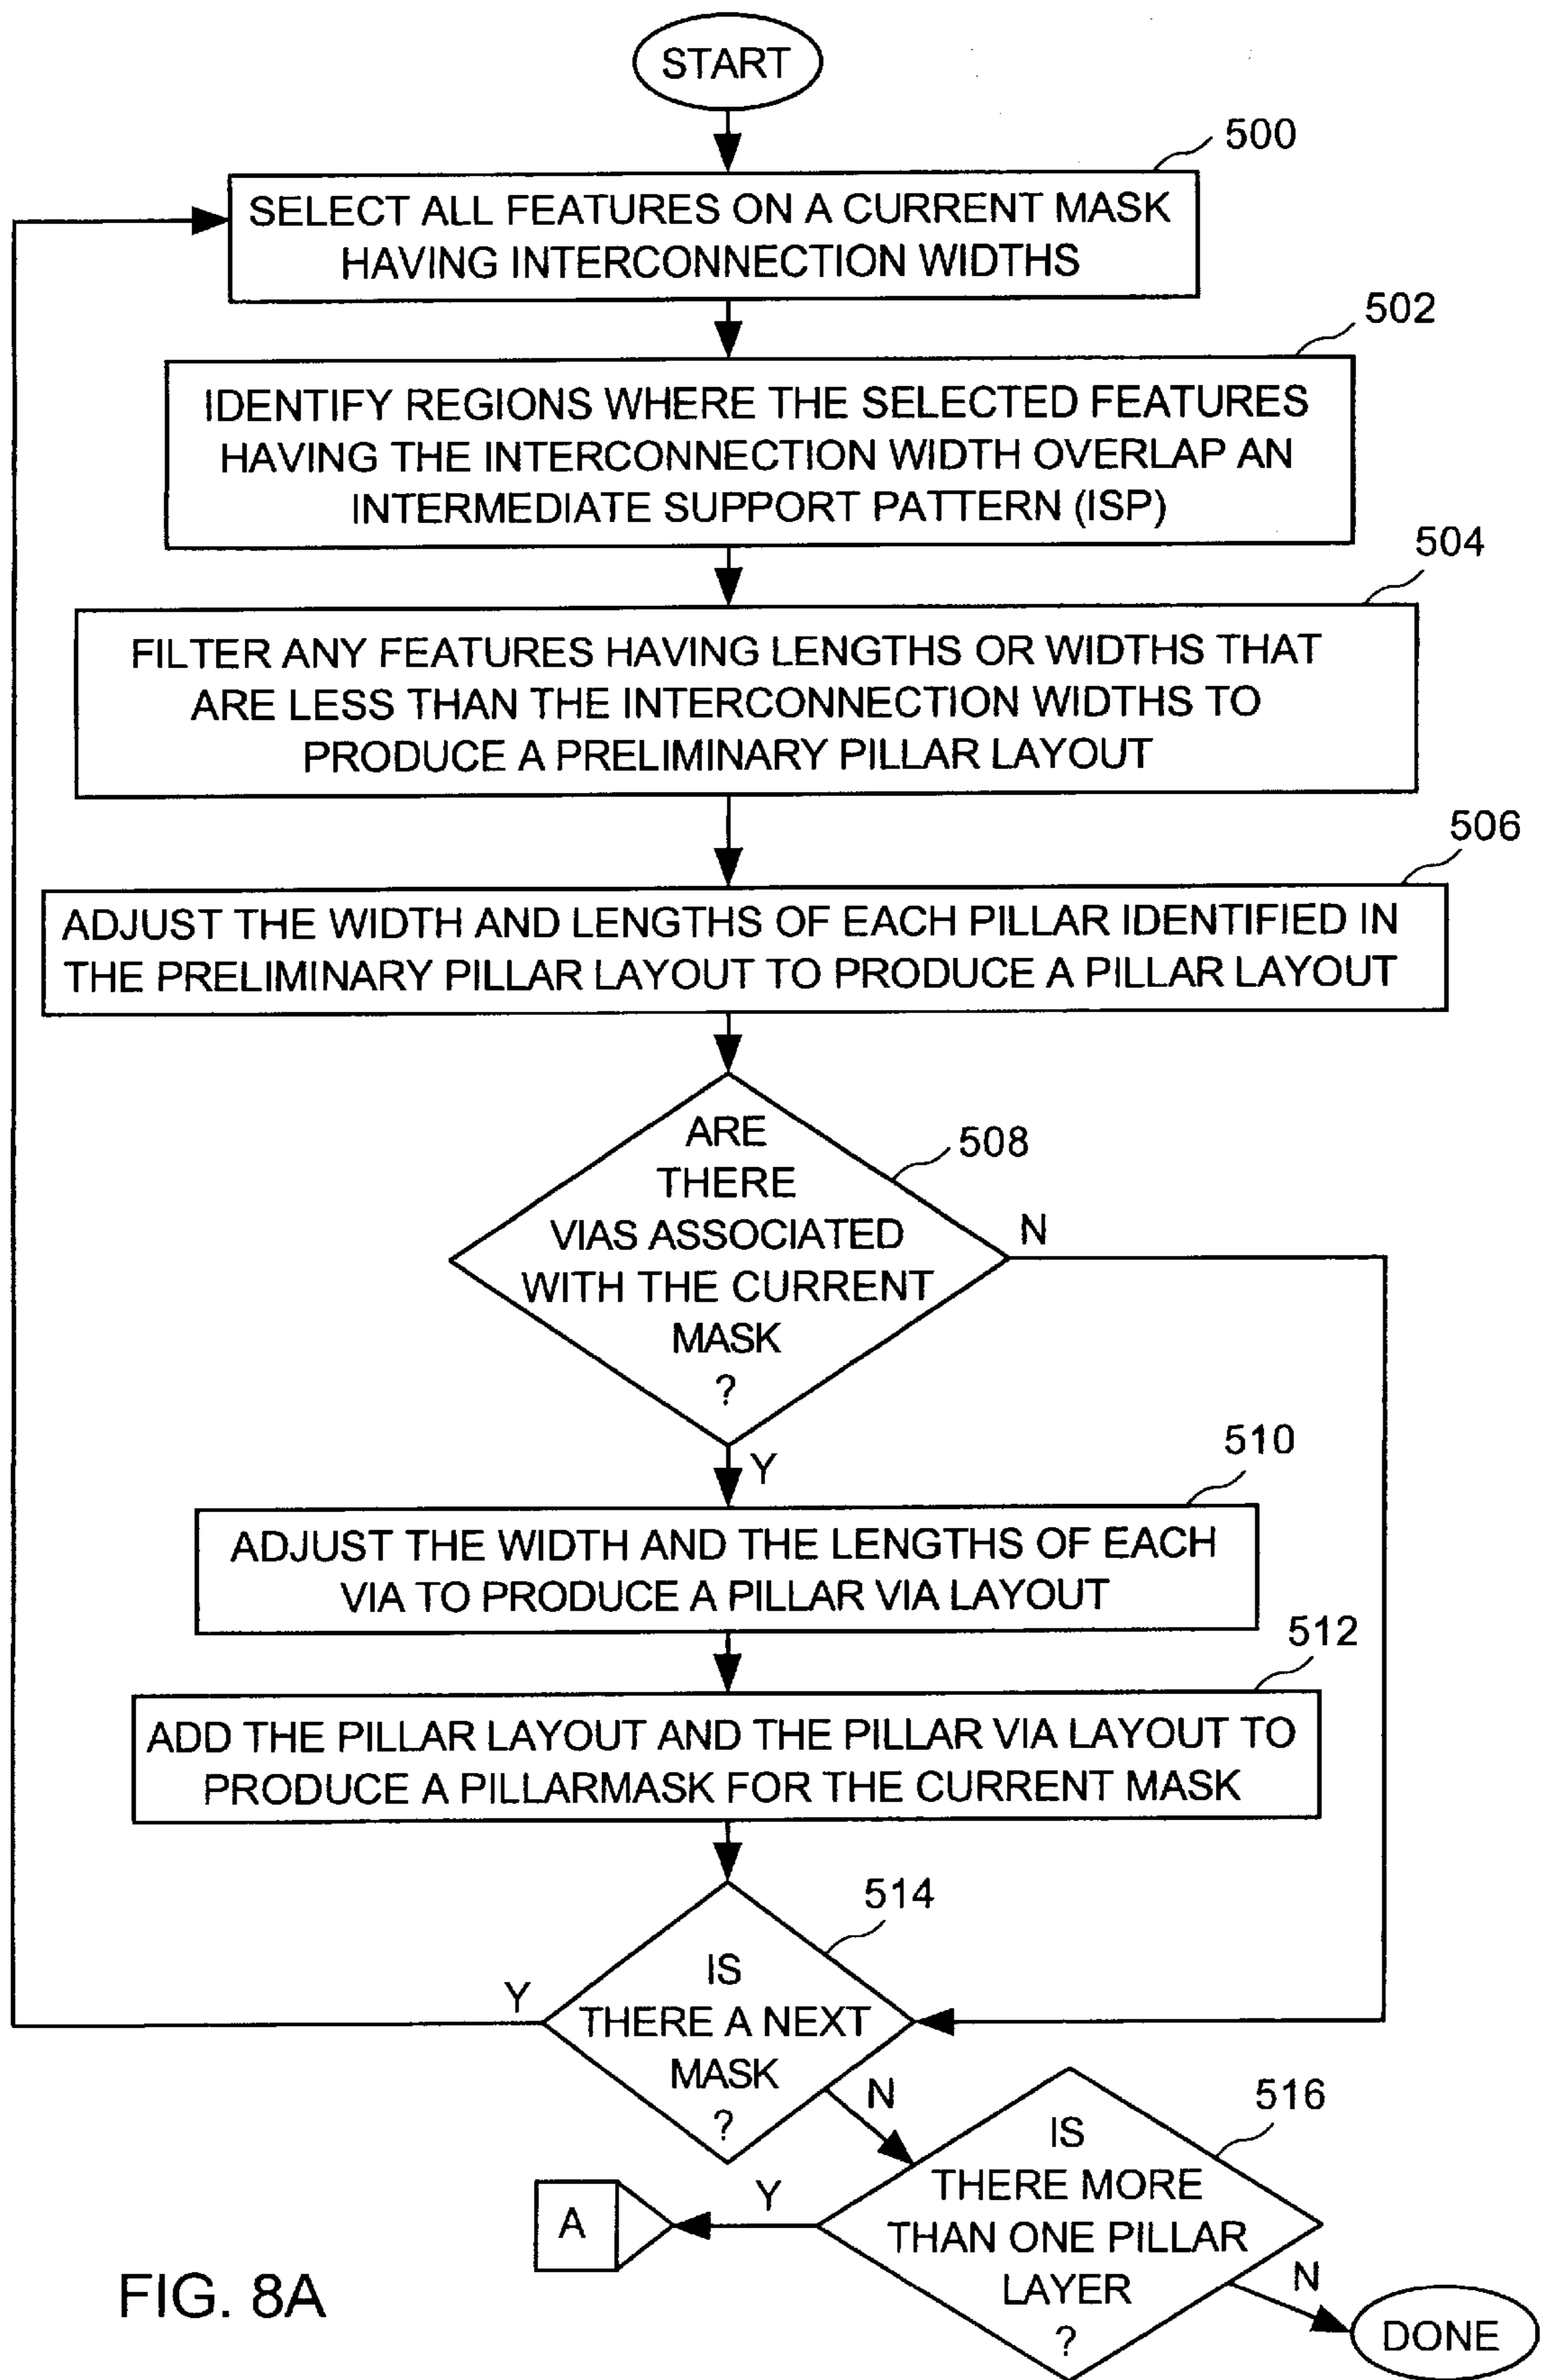 START
500
SELECT ALL FEATURES ON A CURRENT MASK
HAVING INTERCONNECTION WIDTHS
502
IDENTIFY REGIONS WHERE THE SELECTED FEATURES
HAVING THE INTERCONNECTION WIDTH OVERLAP AN
INTERMEDIATE SUPPORT PATTERN (ISP)
504
FILTER ANY FEATURES HAVING LENGTHS OR WIDTHS THAT
ARE LESS THAN THE INTERCONNECTION WIDTHS TO
PRODUCE A PRELIMINARY PILLAR LAYOUT
506
ADJUST THE WIDTH AND LENGTHS OF EACH PILLAR IDENTIFIED IN
THE PRELIMINARY PILLAR LAYOUT TO PRODUCE A PILLAR LAYOUT
508
ARE
THERE
VIAS ASSOCIATED
WITH THE CURRENT
MASK
?
N
Y
510
ADJUST THE WIDTH AND THE LENGTHS OF EACH
VIA TO PRODUCE A PILLAR VIA LAYOUT
512
ADD THE PILLAR LAYOUT AND THE PILLAR VIA LAYOUT TO
PRODUCE A PILLARMASK FOR THE CURRENT MASK
514
IS
THERE A NEXT
MASK
?
Y
N
516
IS
THERE MORE
THAN ONE PILLAR
LAYER
?
Y
A
N
DONE
FIG. 8A